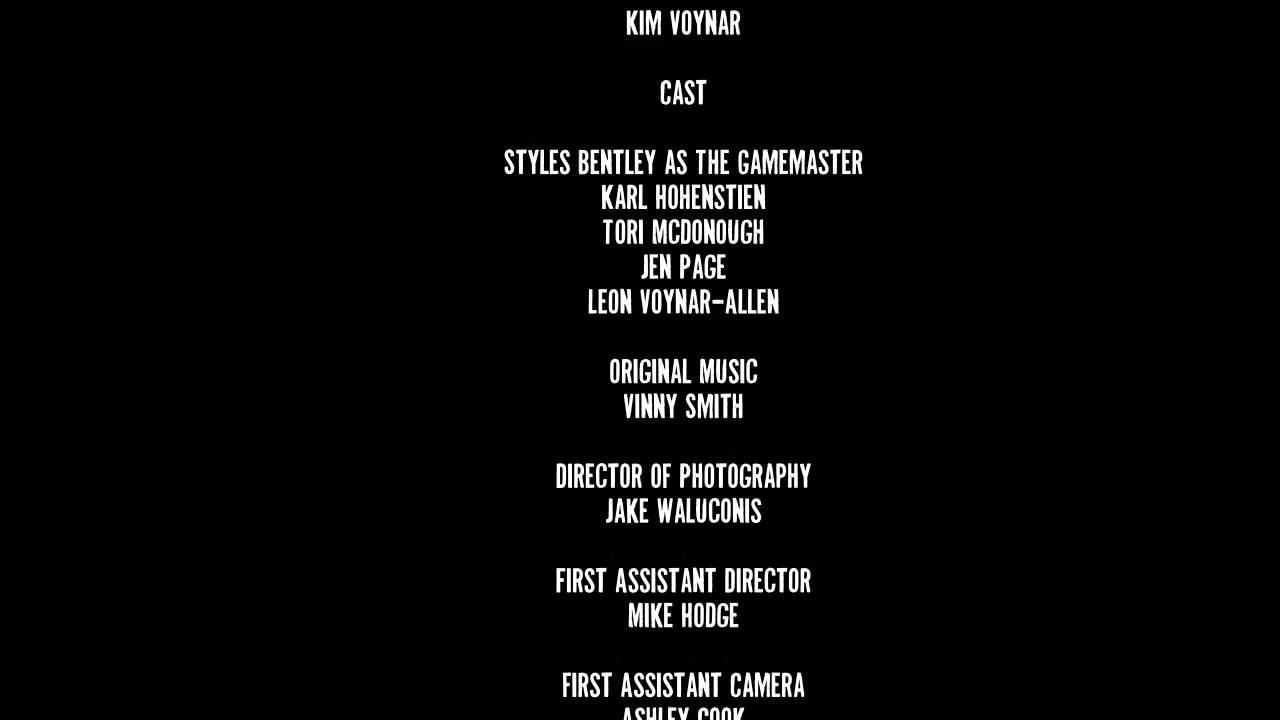 KIM VOYNAR
CAST
STYLES BENTLEY AS THE GAMEMASTER
KARL HOHENSTIEN
TORI MCDONOUGH
JEN PAGE
LEON VOYNAR-ALLEN
ORIGINAL MUSIC
VINNY SMITH
DIRECTOR OF PHOTOGRAPHY
JAKE WALUCONIS
FIRST ASSISTANT DIRECTOR
MIKE HODGE
FIRST ASSISTANT CAMERA
ASHLEY COOK